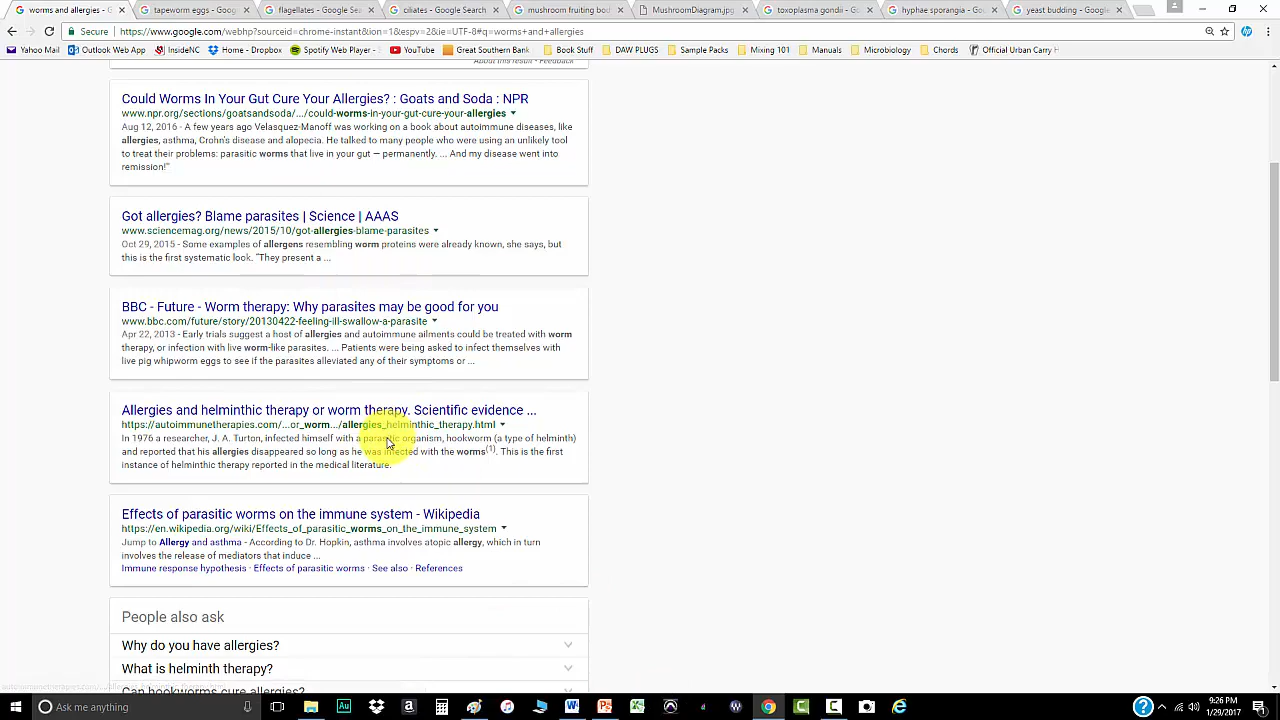 worms and allergies - G
tapeworm eggs - Goog
flagellates - Google Sea
ciliates - Google Search
mushroom fruiting bod
MushroomDiagram.jpg
toxoplasma gondii - G
hyphae sporangia - Go
yeast budding - Google
Secure
https://www.google.com/webhp?sourceid=chrome-instant&ion=1&espv=2&ie=UTF-8#q=worms+and+allergies
Yahoo Mail
Outlook Web App
InsideNC
Home - Dropbox
Spotify Web Player -
YouTube
Great Southern Bank
Book Stuff
DAW PLUGS
Sample Packs
Mixing 101
Manuals
Microbiology
Chords
Official Urban Carry H
About this result • Feedback
Could Worms In Your Gut Cure Your Allergies? : Goats and Soda : NPR
www.npr.org/sections/goatsandsoda/.../could-worms-in-your-gut-cure-your-allergies
Aug 12, 2016 - A few years ago Velasquez-Manoff was working on a book about autoimmune diseases, like
allergies, asthma, Crohn's disease and alopecia. He talked to many people who were using an unlikely tool
to treat their problems: parasitic worms that live in your gut — permanently. ... And my disease went into
remission!"
Got allergies? Blame parasites | Science | AAAS
www.sciencemag.org/news/2015/10/got-allergies-blame-parasites
Oct 29, 2015 - Some examples of allergens resembling worm proteins were already known, she says, but
this is the first systematic look. "They present a ...
BBC - Future - Worm therapy: Why parasites may be good for you
www.bbc.com/future/story/20130422-feeling-ill-swallow-a-parasite
Apr 22, 2013 - Early trials suggest a host of allergies and autoimmune ailments could be treated with worm
therapy, or infection with live worm-like parasites. ... Patients were being asked to infect themselves with
live pig whipworm eggs to see if the parasites alleviated any of their symptoms or ...
Allergies and helminthic therapy or worm therapy. Scientific evidence ...
https://autoimmunetherapies.com/...or_worm.../allergies_helminthic_therapy.html
In 1976 a researcher, J. A. Turton, infected himself with a parasitic organism, hookworm (a type of helminth)
and reported that his allergies disappeared so long as he was infected with the worms(1). This is the first
instance of helminthic therapy reported in the medical literature.
Effects of parasitic worms on the immune system - Wikipedia
https://en.wikipedia.org/wiki/Effects_of_parasitic_worms_on_the_immune_system
Jump to Allergy and asthma - According to Dr. Hopkin, asthma involves atopic allergy, which in turn
involves the release of mediators that induce ...
Immune response hypothesis · Effects of parasitic worms · See also · References
People also ask
Why do you have allergies?
What is helminth therapy?
Can hookworms cure allergies?
Ask me anything
9:26 PM
1/29/2017